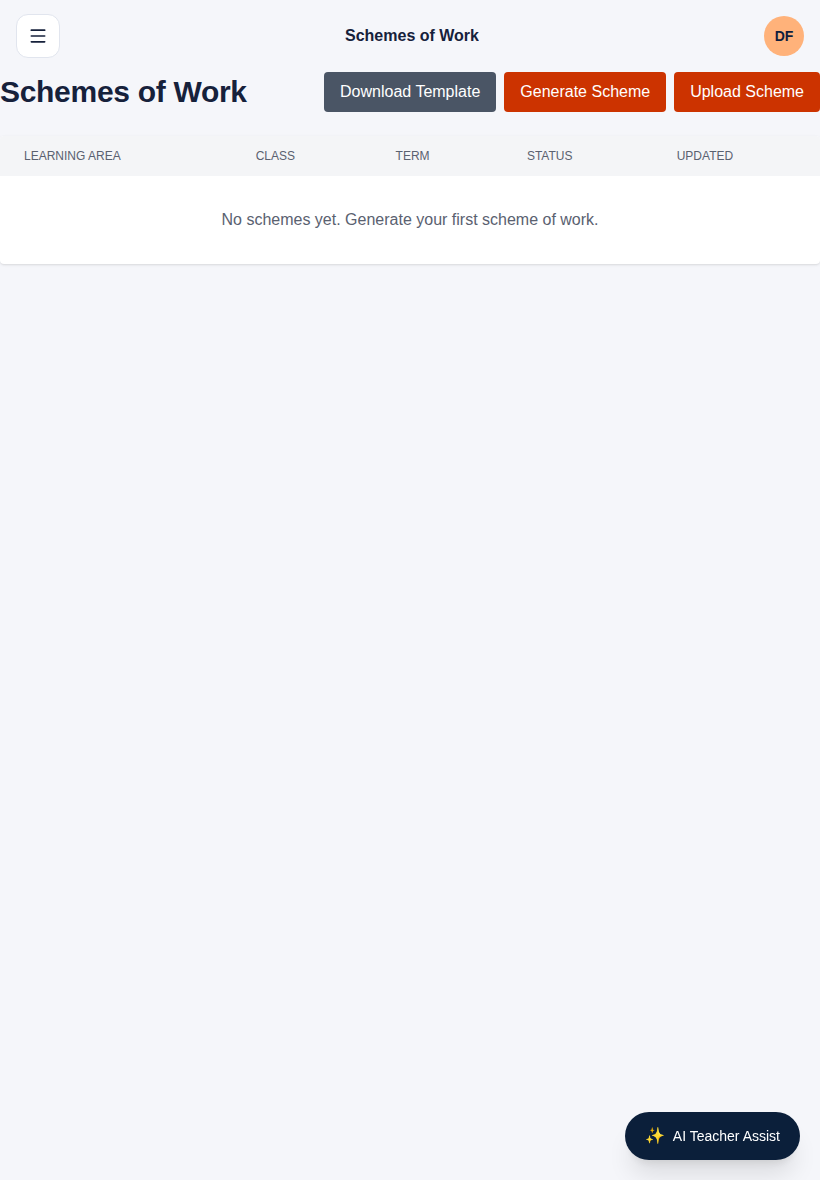 ☰ Schemes of Work DF
Schemes of Work Download Template Generate Scheme Upload Scheme
LEARNING AREA CLASS TERM STATUS UPDATED
No schemes yet. Generate your first scheme of work.
✨ AI Teacher Assist